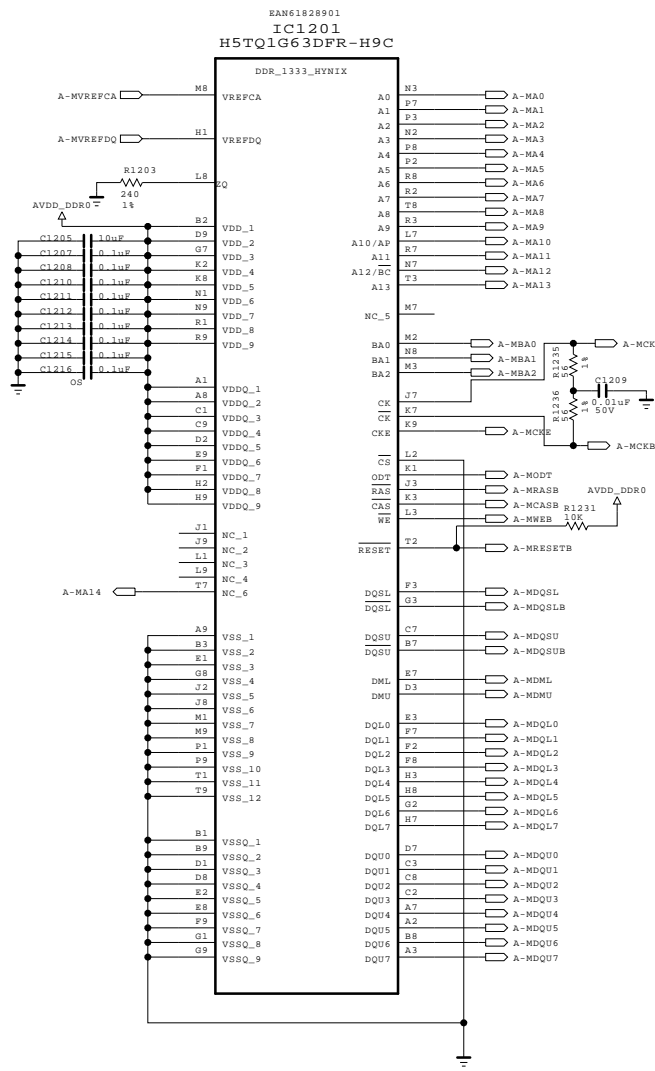 EAN61828901
IC1201
H5TQ1G63DFR-H9C
DDR_1333_HYNIX
A-MVREFCA M8 VREFCA
A-MVREFDQ H1 VREFDQ
R1203 L8 ZQ
240
1%
AVDD_DDR0
B2 VDD_1
C1205 10uF D9 VDD_2
C1207 0.1uF G7 VDD_3
C1208 0.1uF K2 VDD_4
C1210 0.1uF K8 VDD_5
C1211 0.1uF N1 VDD_6
C1212 0.1uF N9 VDD_7
C1213 0.1uF R1 VDD_8
C1214 0.1uF R9 VDD_9
C1215 0.1uF
C1216 0.1uF
OS
A1 VDDQ_1
A8 VDDQ_2
C1 VDDQ_3
C9 VDDQ_4
D2 VDDQ_5
E9 VDDQ_6
F1 VDDQ_7
H2 VDDQ_8
H9 VDDQ_9
J1 NC_1
J9 NC_2
L1 NC_3
L9 NC_4
A-MA14 T7 NC_6
A9 VSS_1
B3 VSS_2
E1 VSS_3
G8 VSS_4
J2 VSS_5
J8 VSS_6
M1 VSS_7
M9 VSS_8
P1 VSS_9
P9 VSS_10
T1 VSS_11
T9 VSS_12
B1 VSSQ_1
B9 VSSQ_2
D1 VSSQ_3
D8 VSSQ_4
E2 VSSQ_5
E8 VSSQ_6
F9 VSSQ_7
G1 VSSQ_8
G9 VSSQ_9
A0 N3 A-MA0
A1 P7 A-MA1
A2 P3 A-MA2
A3 N2 A-MA3
A4 P8 A-MA4
A5 P2 A-MA5
A6 R8 A-MA6
A7 R2 A-MA7
A8 T8 A-MA8
A9 R3 A-MA9
A10/AP L7 A-MA10
A11 R7 A-MA11
A12/BC N7 A-MA12
A13 T3 A-MA13
NC_5 M7
BA0 M2 A-MBA0
BA1 N8 A-MBA1
BA2 M3 A-MBA2
CK J7 A-MCK
CK K7 A-MCKB
CKE K9 A-MCKE
R1235
56
1%
R1236
56
1%
C1209
0.01uF
50V
CS L2
ODT K1 A-MODT
RAS J3 A-MRASB
CAS K3 A-MCASB
WE L3 A-MWEB
AVDD_DDR0
R1231
10K
RESET T2 A-MRESETB
DQSL F3 A-MDQSL
DQSL G3 A-MDQSLB
DQSU C7 A-MDQSU
DQSU B7 A-MDQSUB
DML E7 A-MDML
DMU D3 A-MDMU
DQL0 E3 A-MDQL0
DQL1 F7 A-MDQL1
DQL2 F2 A-MDQL2
DQL3 F8 A-MDQL3
DQL4 H3 A-MDQL4
DQL5 H8 A-MDQL5
DQL6 G2 A-MDQL6
DQL7 H7 A-MDQL7
DQU0 D7 A-MDQU0
DQU1 C3 A-MDQU1
DQU2 C8 A-MDQU2
DQU3 C2 A-MDQU3
DQU4 A7 A-MDQU4
DQU5 A2 A-MDQU5
DQU6 B8 A-MDQU6
DQU7 A3 A-MDQU7